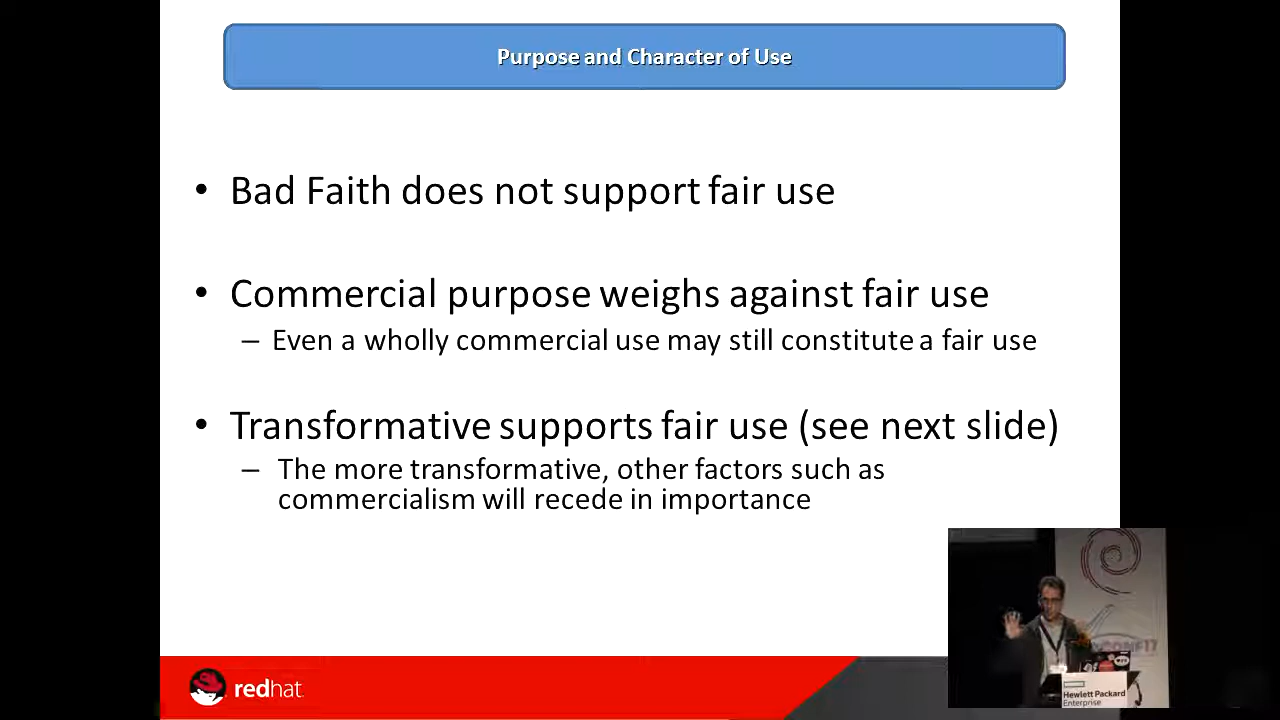 Purpose and Character of Use
• Bad Faith does not support fair use
• Commercial purpose weighs against fair use
– Even a wholly commercial use may still constitute a fair use
• Transformative supports fair use (see next slide)
– The more transformative, other factors such as
commercialism will recede in importance
redhat.
Hewlett Packard
Enterprise